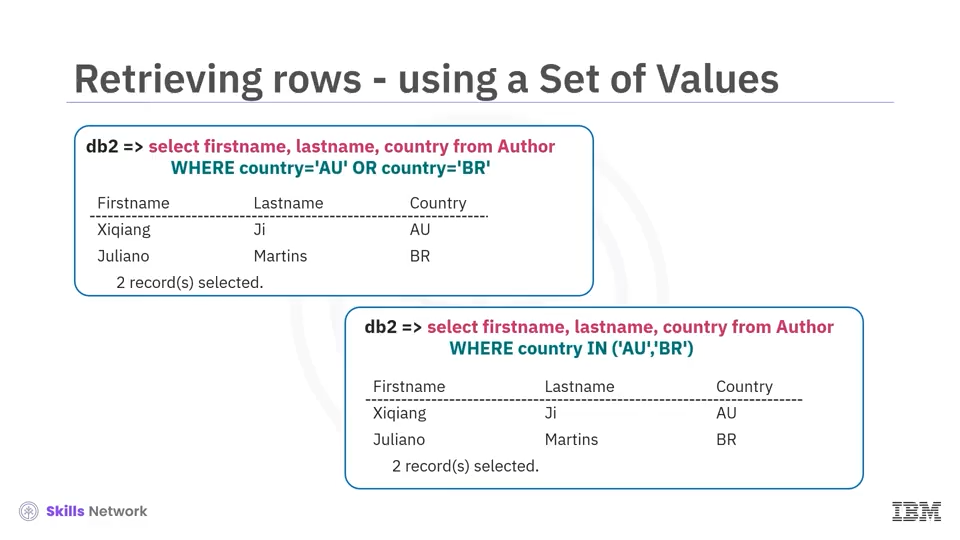 Retrieving rows - using a Set of Values
db2 => select firstname, lastname, country from Author
WHERE country='AU' OR country='BR'
Firstname Lastname Country
Xiqiang Ji AU
Juliano Martins BR
2 record(s) selected.
db2 => select firstname, lastname, country from Author
WHERE country IN ('AU','BR')
Firstname Lastname Country
Xiqiang Ji AU
Juliano Martins BR
2 record(s) selected.
Skills Network
IBM